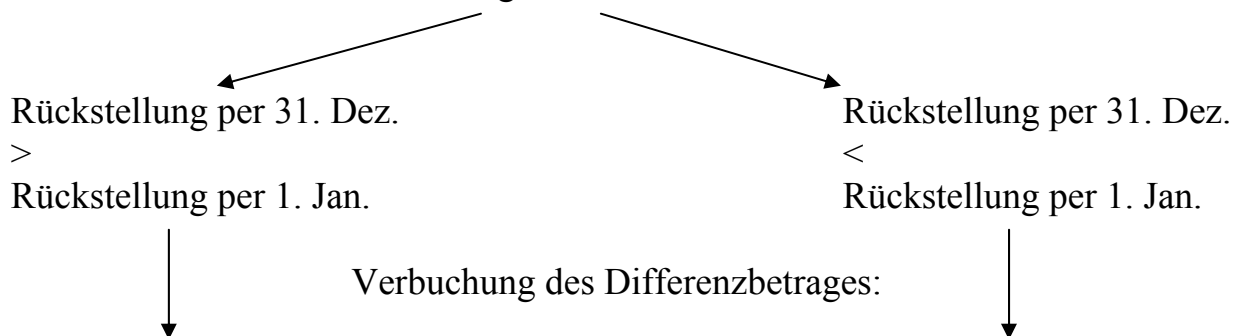 Rückstellung per 31. Dez.
>
Rückstellung per 1. Jan.
Rückstellung per 31. Dez.
<
Rückstellung per 1. Jan.
Verbuchung des Differenzbetrages: